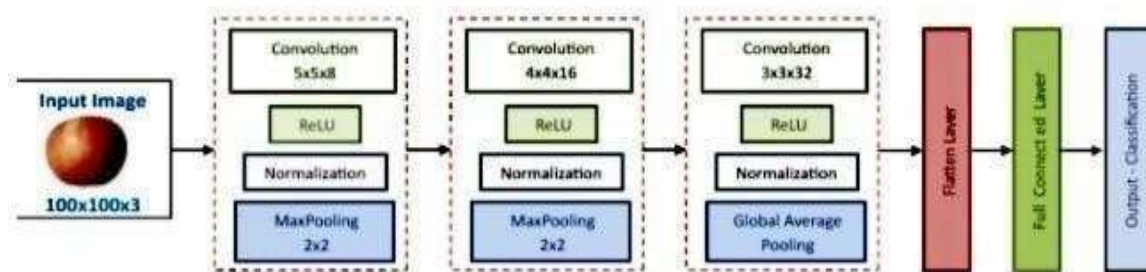 Input Image
100x100x3
Convolution
5x5x8
ReLU
Normalization
MaxPooling
2x2
Convolution
4x4x16
ReLU
Normalization
MaxPooling
2x2
Convolution
3x3x32
ReLU
Normalization
Global Average
Pooling
Flatten Layer
Full Connected Layer
Output - Classification